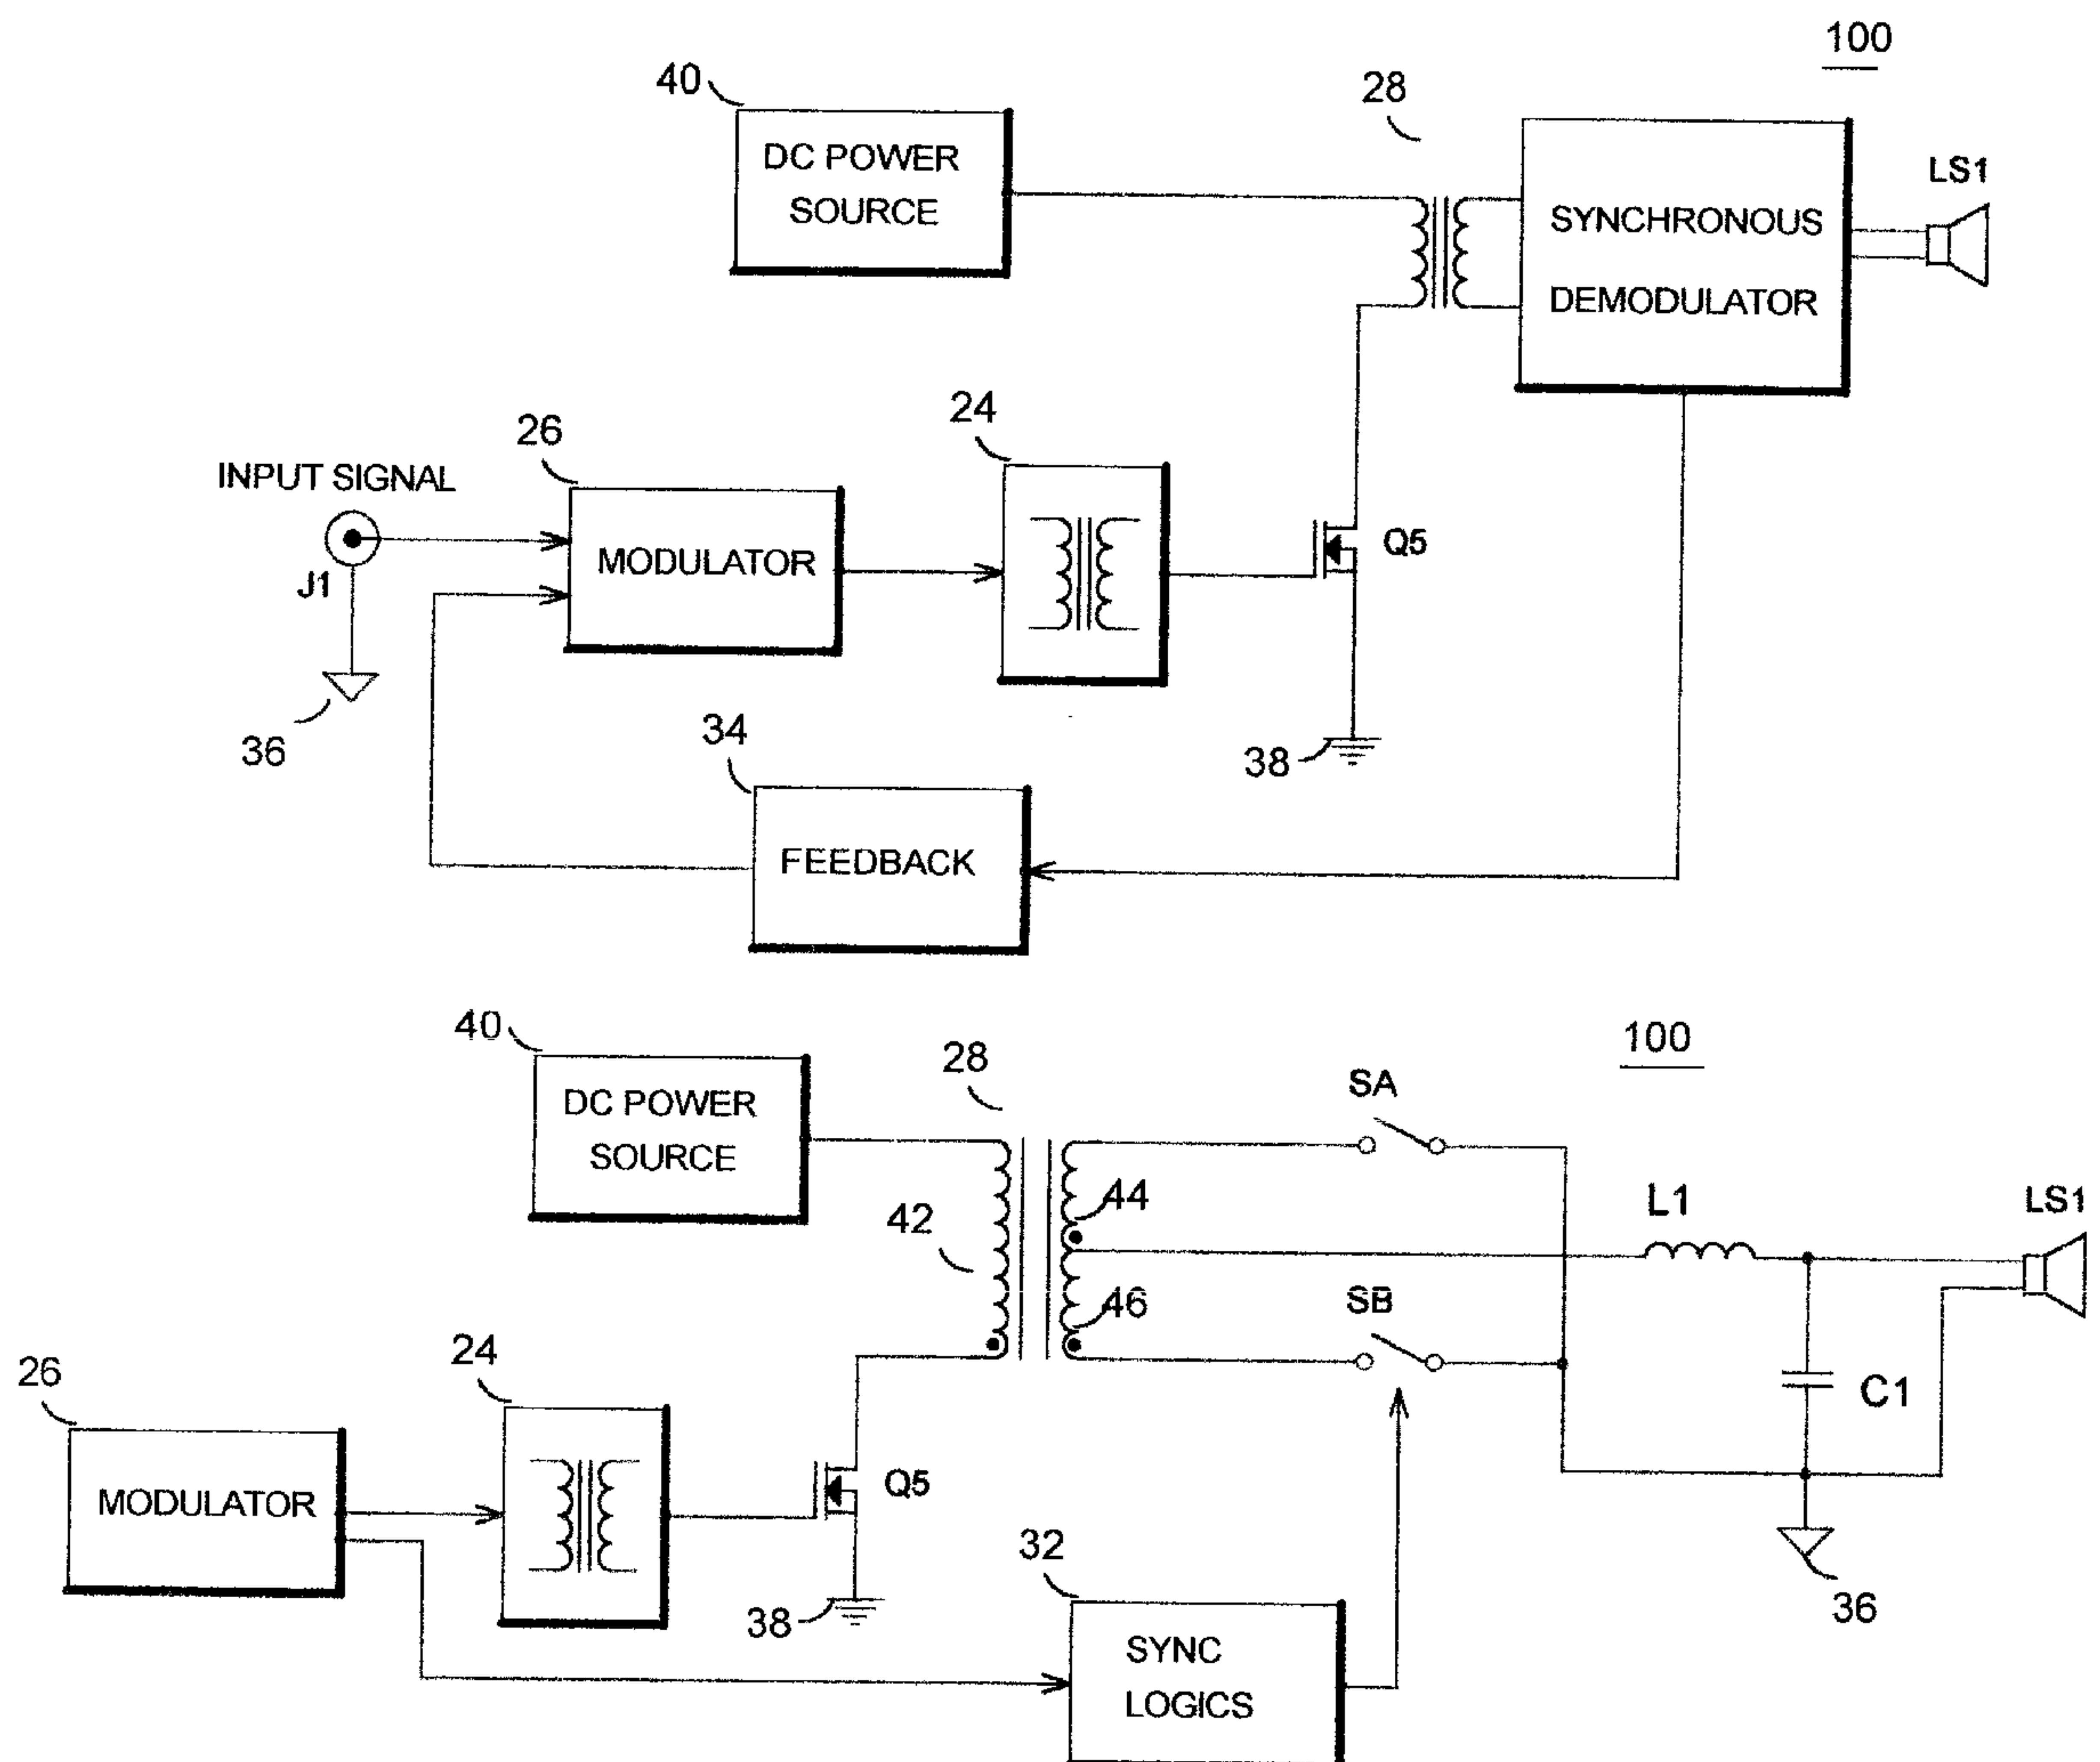 100
40
28
DC POWER
SOURCE
LS1
SYNCHRONOUS
DEMODULATOR
24
26
INPUT SIGNAL
MODULATOR
Q5
J1
36
34
38
FEEDBACK
40
28
100
SA
DC POWER
SOURCE
44
42
L1
LS1
46
SB
24
26
C1
Q5
MODULATOR
32
38
36
SYNC
LOGICS